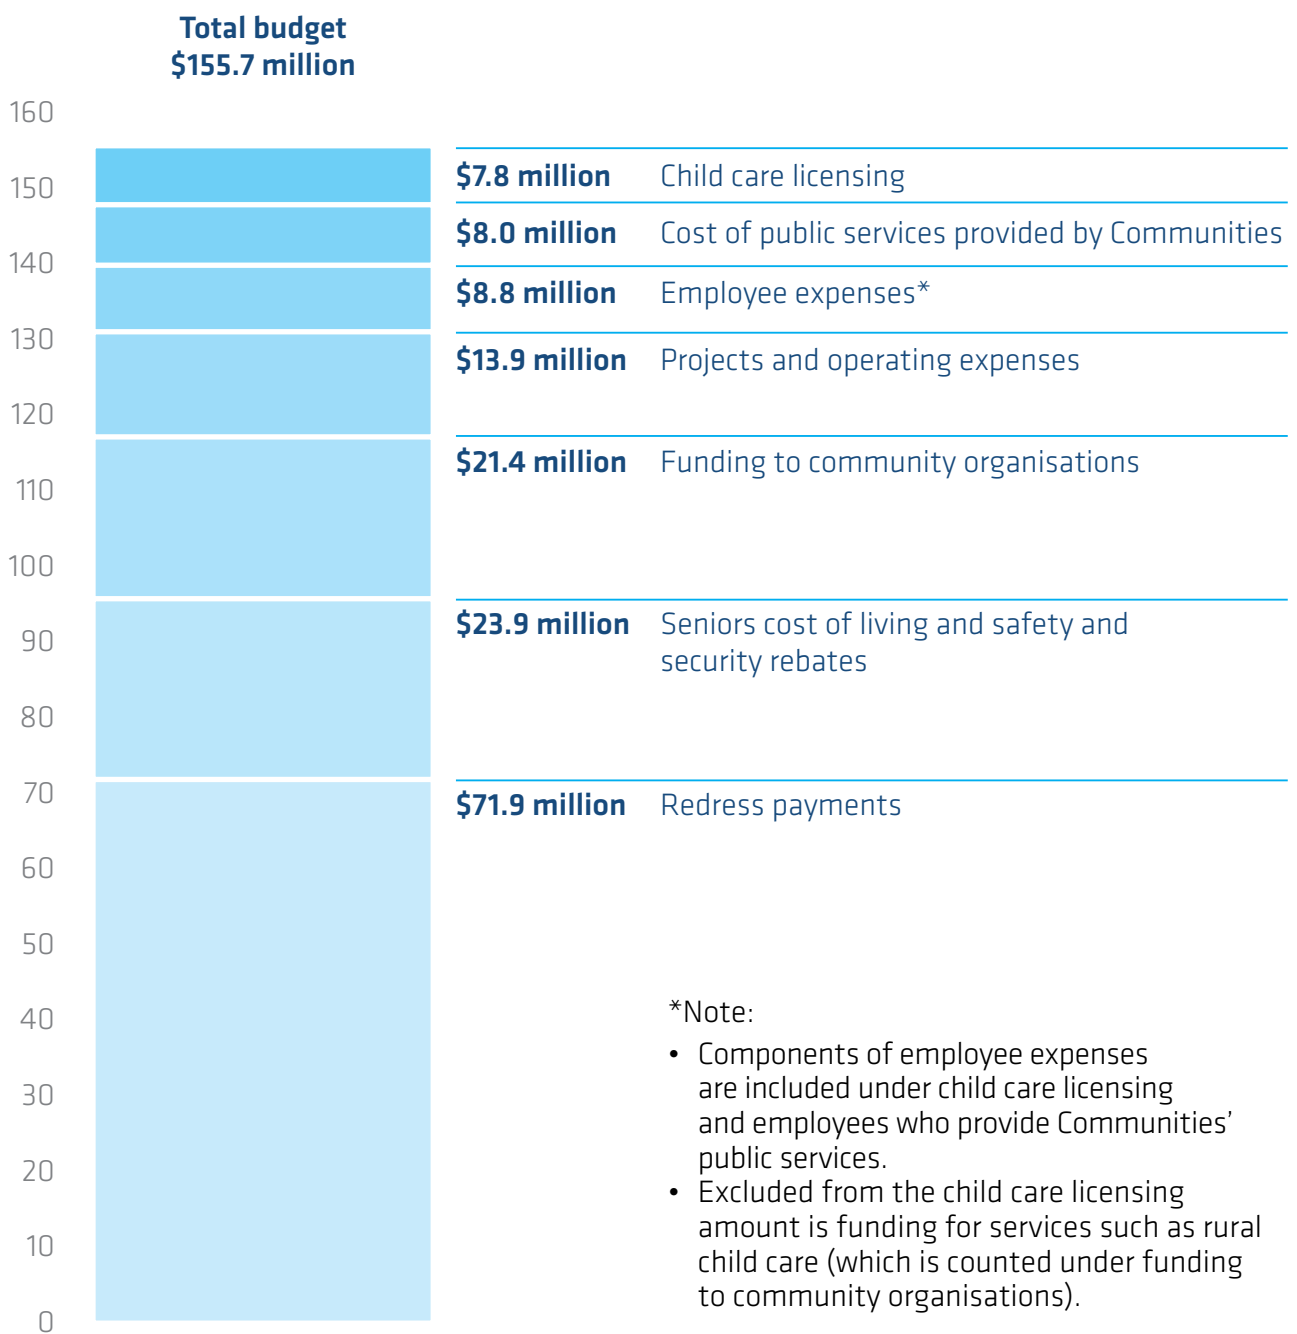 Total budget
$155.7 million
160
150
140
130
120
110
100
90
80
70
60
50
40
30
20
10
0
$7.8 million Child care licensing
$8.0 million Cost of public services provided by Communities
$8.8 million Employee expenses*
$13.9 million Projects and operating expenses
$21.4 million Funding to community organisations
$23.9 million Seniors cost of living and safety and
security rebates
$71.9 million Redress payments
*Note:
• Components of employee expenses
are included under child care licensing
and employees who provide Communities’
public services.
• Excluded from the child care licensing
amount is funding for services such as rural
child care (which is counted under funding
to community organisations).